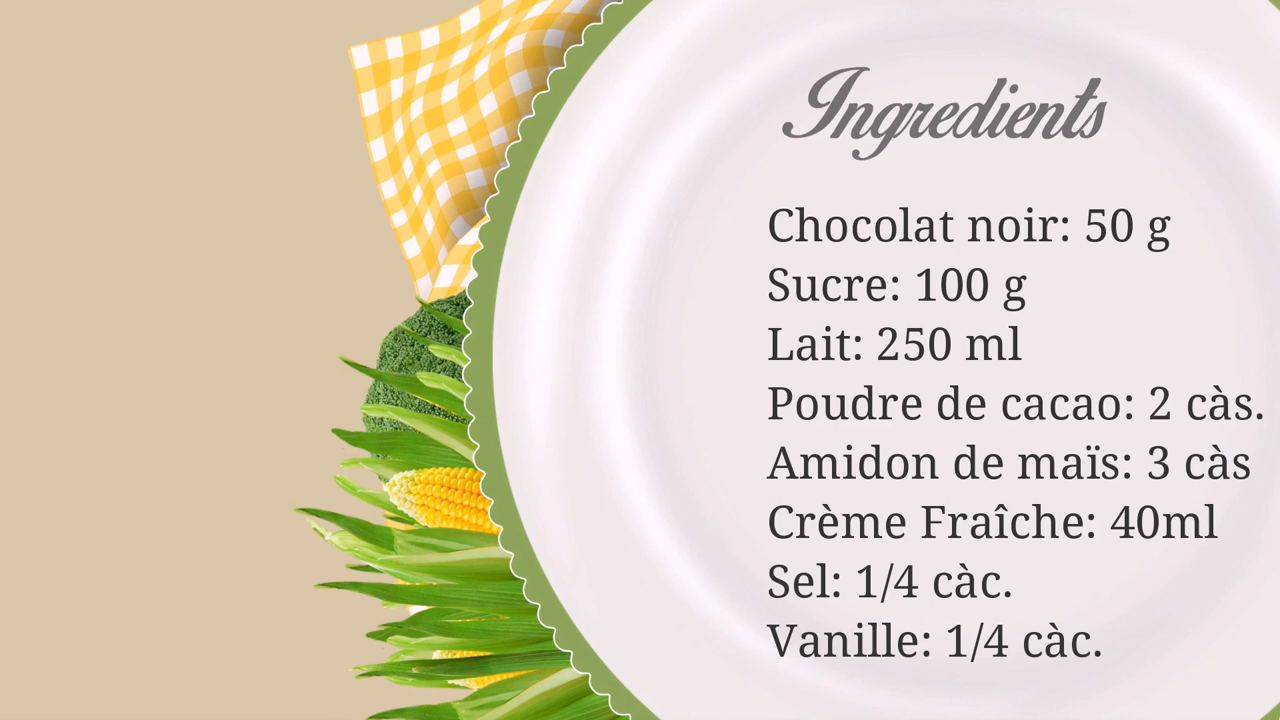 Ingredients
Chocolat noir: 50 g
Sucre: 100 g
Lait: 250 ml
Poudre de cacao: 2 càs.
Amidon de maïs: 3 càs
Crème Fraîche: 40ml
Sel: 1/4 càc.
Vanille: 1/4 càc.